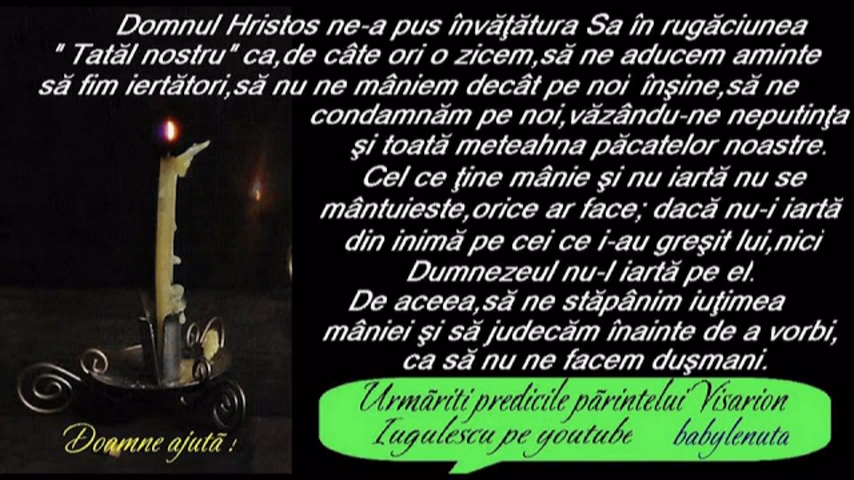 Domnul Hristos ne-a pus învăţătura Sa în rugăciunea
" Tatăl nostru" ca,de câte ori o zicem,să ne aducem aminte
să fim iertători,să nu ne mâniem decât pe noi înşine,să ne
condamnăm pe noi,văzându-ne neputinţa
şi toată meteahna păcatelor noastre.
Cel ce ţine mânie şi nu iartă nu se
mântuieste,orice ar face; dacă nu-i iartă
din inimă pe cei ce i-au greşit lui,nici
Dumnezeul nu-l iartă pe el.
De aceea,să ne stăpânim iuţimea
mâniei şi să judecăm înainte de a vorbi,
ca să nu ne facem duşmani.
Urmãriti predicile pãrintelui Visarion
Iugulescu pe youtube babylenuta
Doamne ajutã !